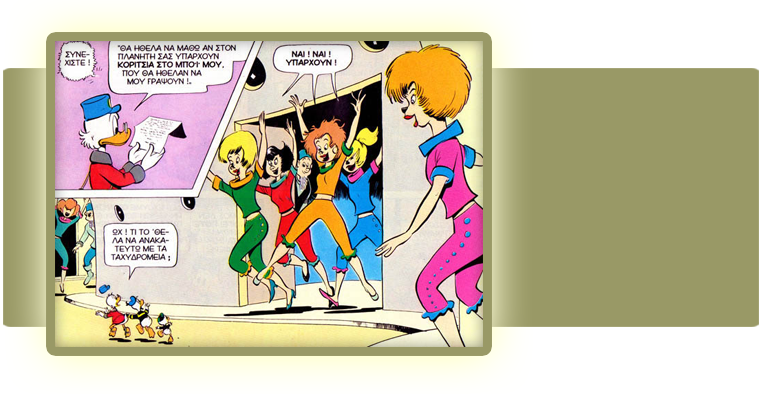 ΣΥΝΕ-
ΧΙΣΤΕ !
"ΘΑ ΗΘΕΛΑ ΝΑ ΜΑΘΩ ΑΝ ΣΤΟΝ
ΠΛΑΝΗΤΗ ΣΑΣ ΥΠΑΡΧΟΥΝ
ΚΟΡΙΤΣΙΑ ΣΤΟ ΜΠΟΪ ΜΟΥ,
ΠΟΥ ΘΑ ΗΘΕΛΑΝ ΝΑ
ΜΟΥ ΓΡΑΨΟΥΝ !..
ΝΑΙ ! ΝΑΙ !
ΥΠΑΡΧΟΥΝ !
ΩΧ ! ΤΙ ΤΟ ΄ΘΕ-
ΛΑ ΝΑ ΑΝΑΚΑ-
ΤΕΥΤΩ ΜΕ ΤΑ
ΤΑΧΥΔΡΟΜΕΙΑ ;